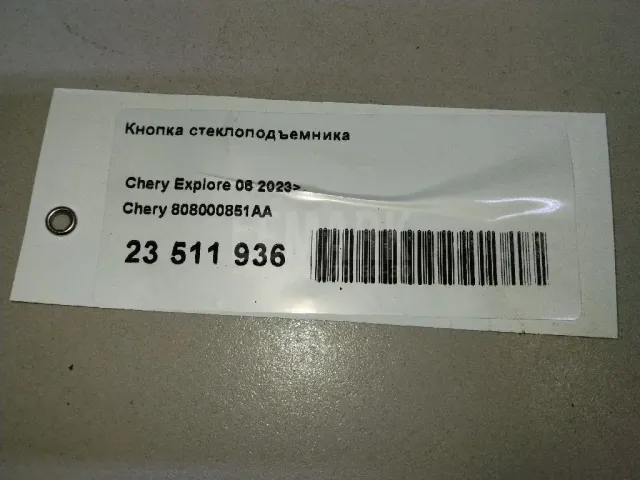 Кнопка стеклоподъемника
Chery Explore 06 2023>
Chery 808000851AA
23 511 936